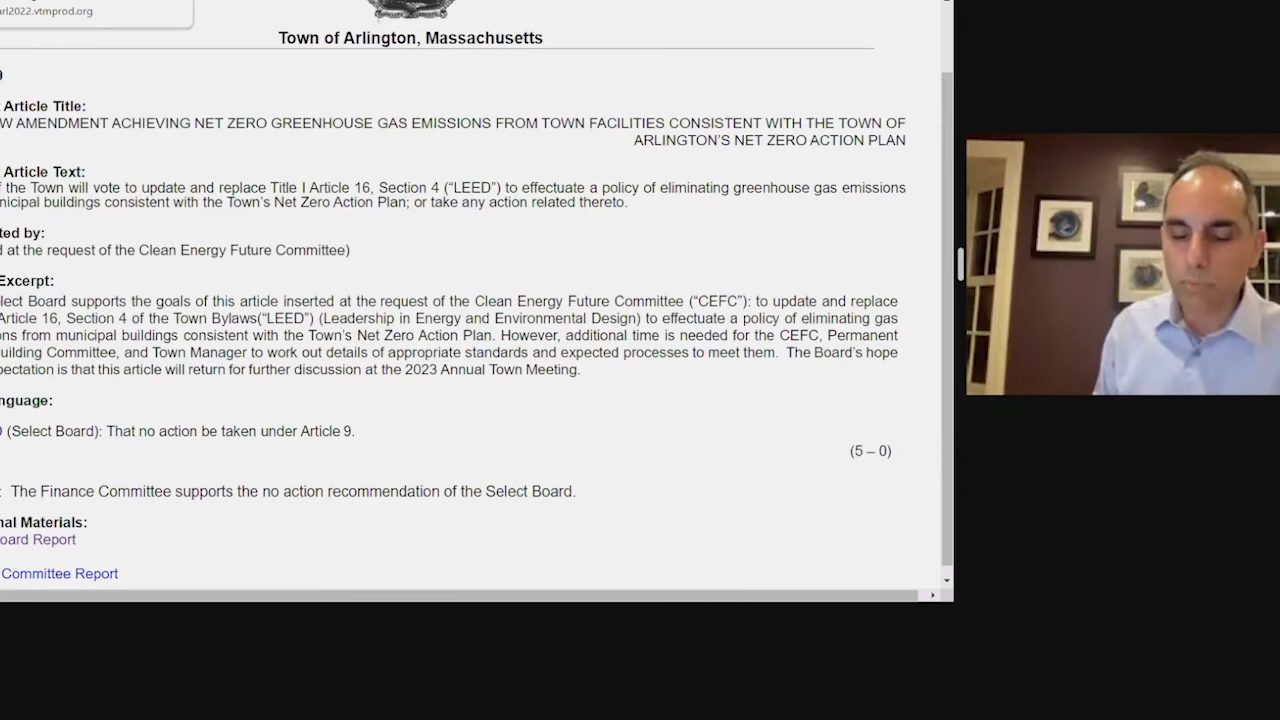 arl2022.vtmprod.org
Town of Arlington, Massachusetts
9
Article Title:
W AMENDMENT ACHIEVING NET ZERO GREENHOUSE GAS EMISSIONS FROM TOWN FACILITIES CONSISTENT WITH THE TOWN OF
ARLINGTON'S NET ZERO ACTION PLAN
Article Text:
f the Town will vote to update and replace Title I Article 16, Section 4 (“LEED”) to effectuate a policy of eliminating greenhouse gas emissions
nicipal buildings consistent with the Town’s Net Zero Action Plan; or take any action related thereto.
ted by:
d at the request of the Clean Energy Future Committee)
Excerpt:
lect Board supports the goals of this article inserted at the request of the Clean Energy Future Committee (“CEFC”): to update and replace
Article 16, Section 4 of the Town Bylaws(“LEED”) (Leadership in Energy and Environmental Design) to effectuate a policy of eliminating gas
ons from municipal buildings consistent with the Town’s Net Zero Action Plan. However, additional time is needed for the CEFC, Permanent
uilding Committee, and Town Manager to work out details of appropriate standards and expected processes to meet them. The Board’s hope
pectation is that this article will return for further discussion at the 2023 Annual Town Meeting.
nguage:
) (Select Board): That no action be taken under Article 9.
(5 – 0)
: The Finance Committee supports the no action recommendation of the Select Board.
nal Materials:
oard Report
Committee Report